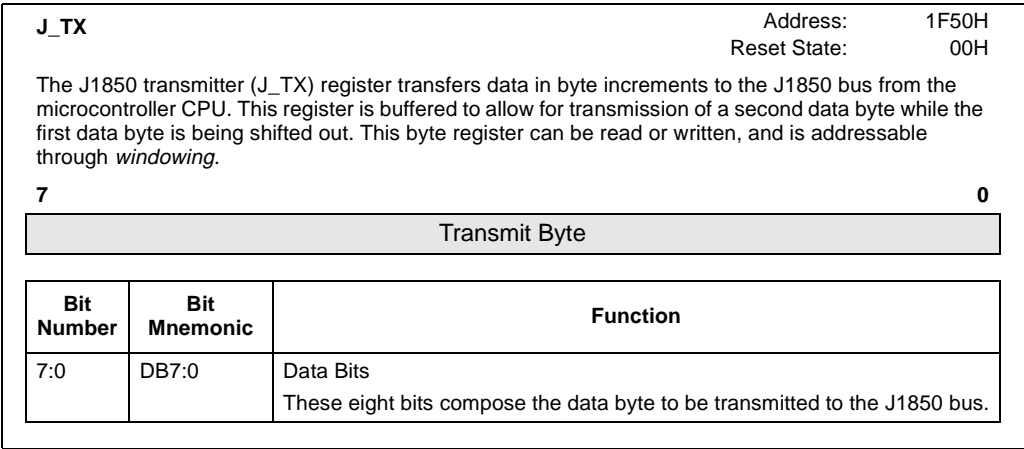 J_TX Address: 1F50H
Reset State: 00H
The J1850 transmitter (J_TX) register transfers data in byte increments to the J1850 bus from the
microcontroller CPU. This register is buffered to allow for transmission of a second data byte while the
first data byte is being shifted out. This byte register can be read or written, and is addressable
through windowing.
7 0
Transmit Byte
Bit Number Bit Mnemonic Function
7:0 DB7:0 Data Bits
These eight bits compose the data byte to be transmitted to the J1850 bus.